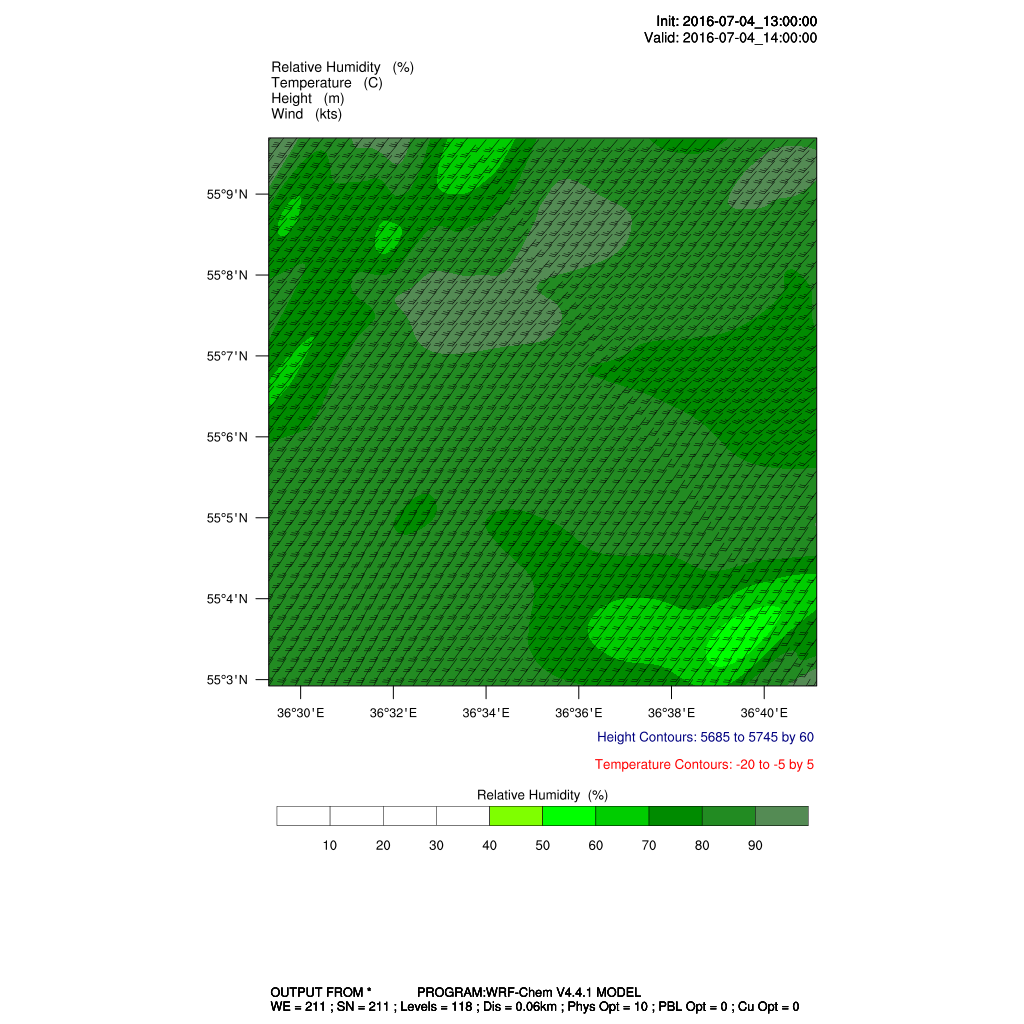 Init: 2016-07-04_13:00:00
Valid: 2016-07-04_14:00:00
Relative Humidity (%)
Temperature (C)
Height (m)
Wind (kts)
55°9'N
55°8'N
55°7'N
55°6'N
55°5'N
55°4'N
55°3'N
36°30'E 36°32'E 36°34'E 36°36'E 36°38'E 36°40'E
Height Contours: 5685 to 5745 by 60
Temperature Contours: -20 to -5 by 5
Relative Humidity (%)
10 20 30 40 50 60 70 80 90
OUTPUT FROM * PROGRAM:WRF-Chem V4.4.1 MODEL
WE = 211 ; SN = 211 ; Levels = 118 ; Dis = 0.06km ; Phys Opt = 10 ; PBL Opt = 0 ; Cu Opt = 0